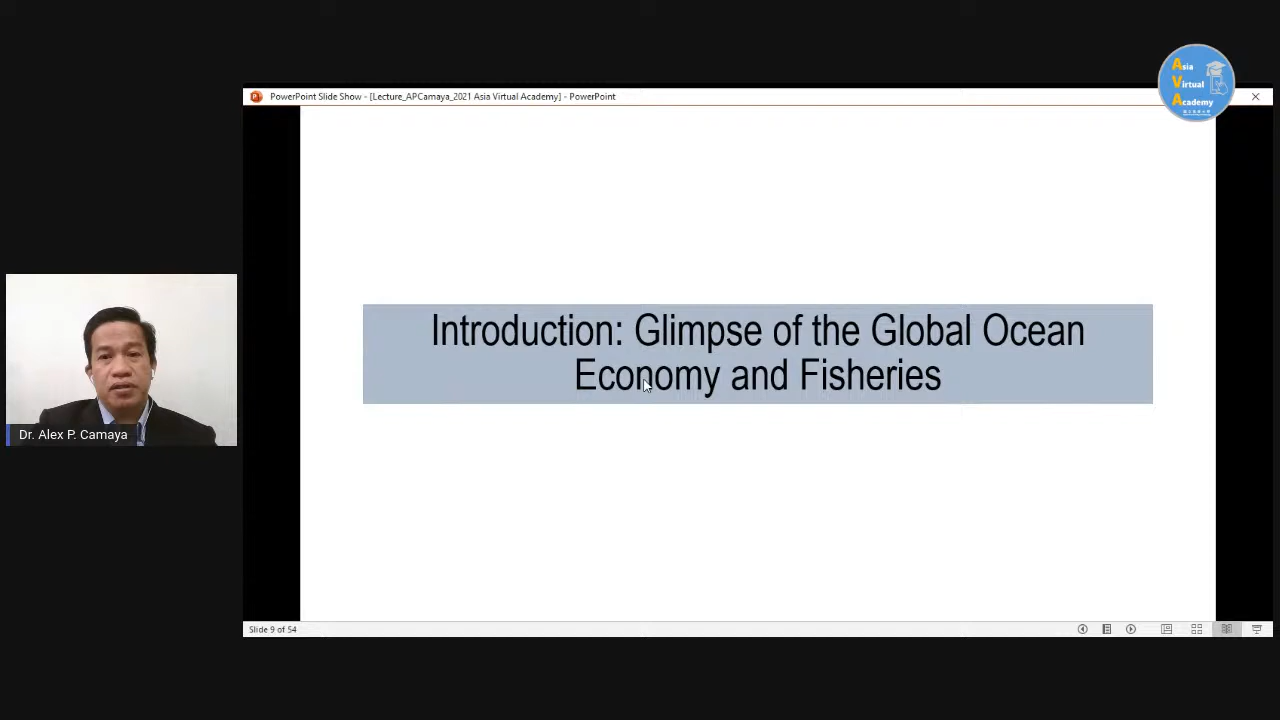 PowerPoint Slide Show - [Lecture_APCamaya_2021 Asia Virtual Academy] - PowerPoint
Asia
Virtual
Academy
Introduction: Glimpse of the Global Ocean
Economy and Fisheries
Dr. Alex P. Camaya
Slide 9 of 54